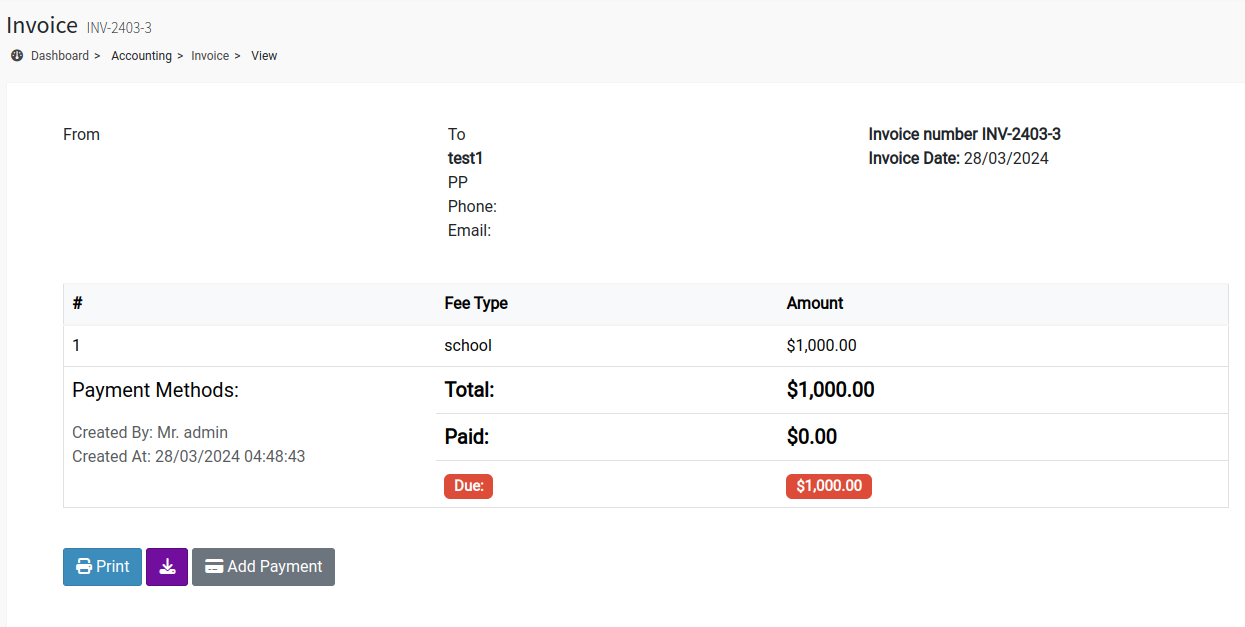 Invoice INV-2403-3
Dashboard > Accounting > Invoice > View
From
To
test1
PP
Phone:
Email:
Invoice number INV-2403-3
Invoice Date: 28/03/2024
# Fee Type Amount
1 school $1,000.00
Payment Methods:
Created By: Mr. admin
Created At: 28/03/2024 04:48:43
Total: $1,000.00
Paid: $0.00
Due: $1,000.00
Print Add Payment